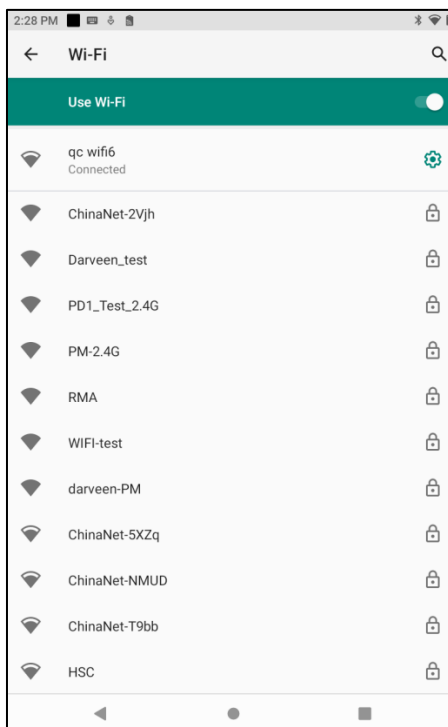 2:28 PM
Wi-Fi
Use Wi-Fi
qc wifi6
Connected
ChinaNet-2Vjh
Darveen_test
PD1_Test_2.4G
PM-2.4G
RMA
WIFI-test
darveen-PM
ChinaNet-5XZq
ChinaNet-NMUD
ChinaNet-T9bb
HSC